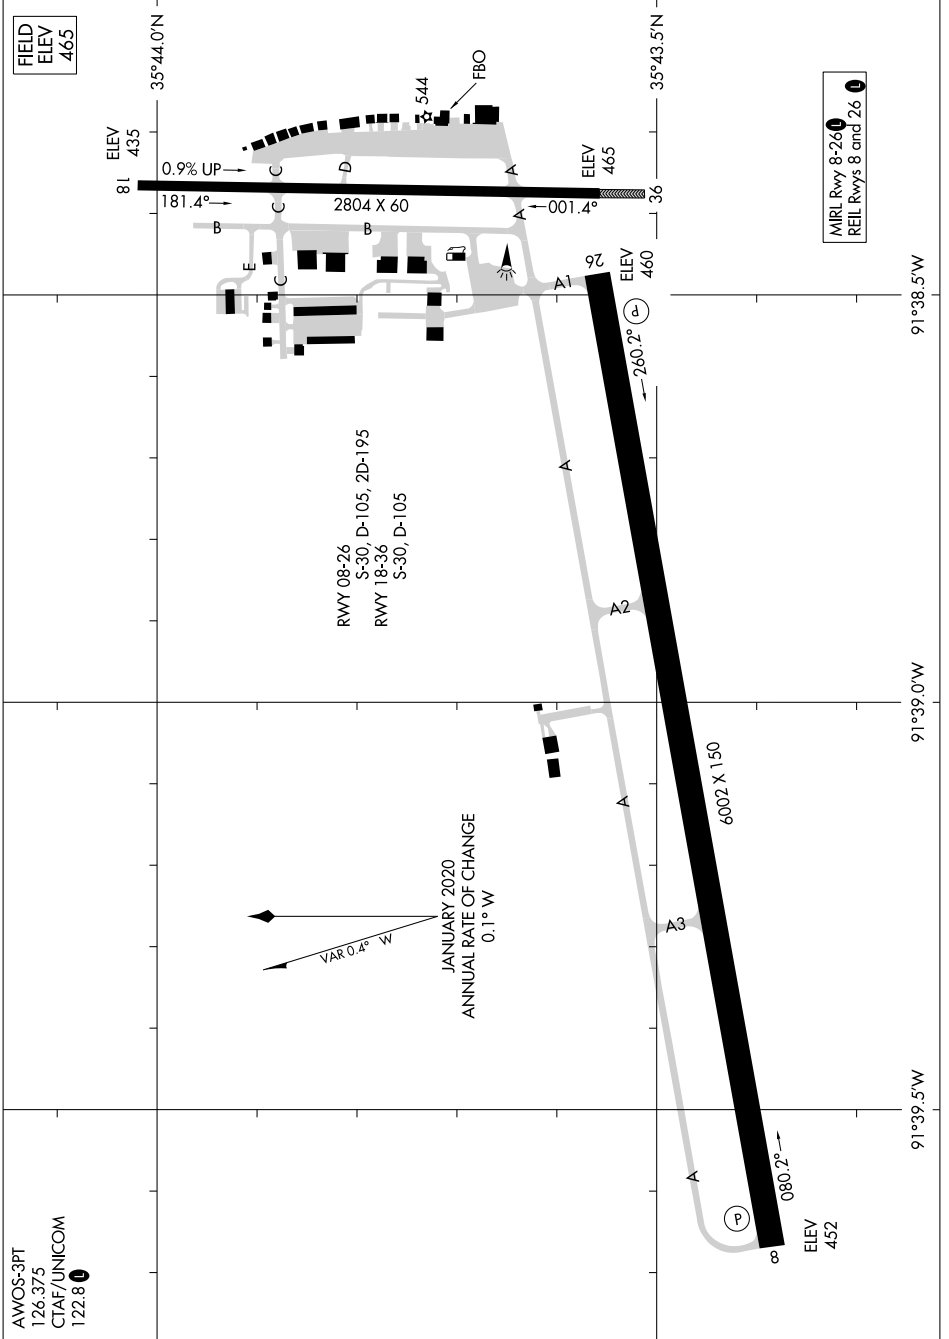 FIELD
ELEV
465
35°44.0'N
35°43.5'N
ELEV
435
18
0.9% UP
181.4°
2804 X 60
544
FBO
C
D
A
C
A
001.4°
ELEV
465
36
B
B
E
C
A1
26
ELEV
460
P
260.2°
MIRL Rwy 8-26 L
REIL Rwys 8 and 26 L
91°38.5'W
A
RWY 08-26
S-30, D-105, 2D-195
RWY 18-36
S-30, D-105
A2
91°39.0'W
A
6002 X 150
VAR 0.4° W
JANUARY 2020
ANNUAL RATE OF CHANGE
0.1° W
A3
91°39.5'W
A
P
080.2°
8
ELEV
452
AWOS-3PT
126.375
CTAF/UNICOM
122.8 L